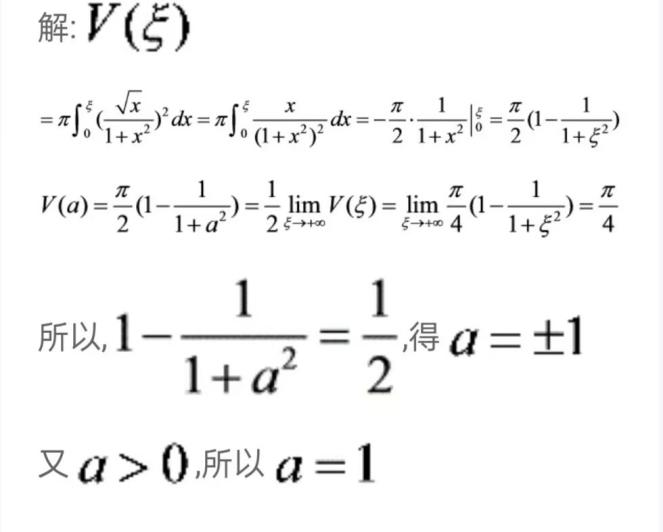 解: V(ξ)
=π∫₀^ξ(√x/(1+x²))²dx=π∫₀^ξ x/(1+x²)² dx=-π/2·1/(1+x²)|₀^ξ=π/2(1-1/(1+ξ²))
V(a)=π/2(1-1/(1+a²))=1/2 lim_{ξ→+∞} V(ξ)=lim_{ξ→+∞} π/4(1-1/(1+ξ²))=π/4
所以,1-1/(1+a²)=1/2,得 a=±1
又 a>0,所以 a=1